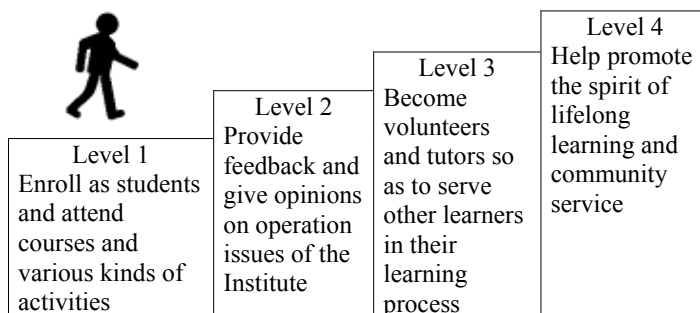 Level 1
Enroll as students
and attend
courses and
various kinds of
activities
Level 2
Provide
feedback and
give opinions
on operation
issues of the
Institute
Level 3
Become
volunteers
and tutors so
as to serve
other learners
in their
learning
process
Level 4
Help promote
the spirit of
lifelong
learning and
community
service